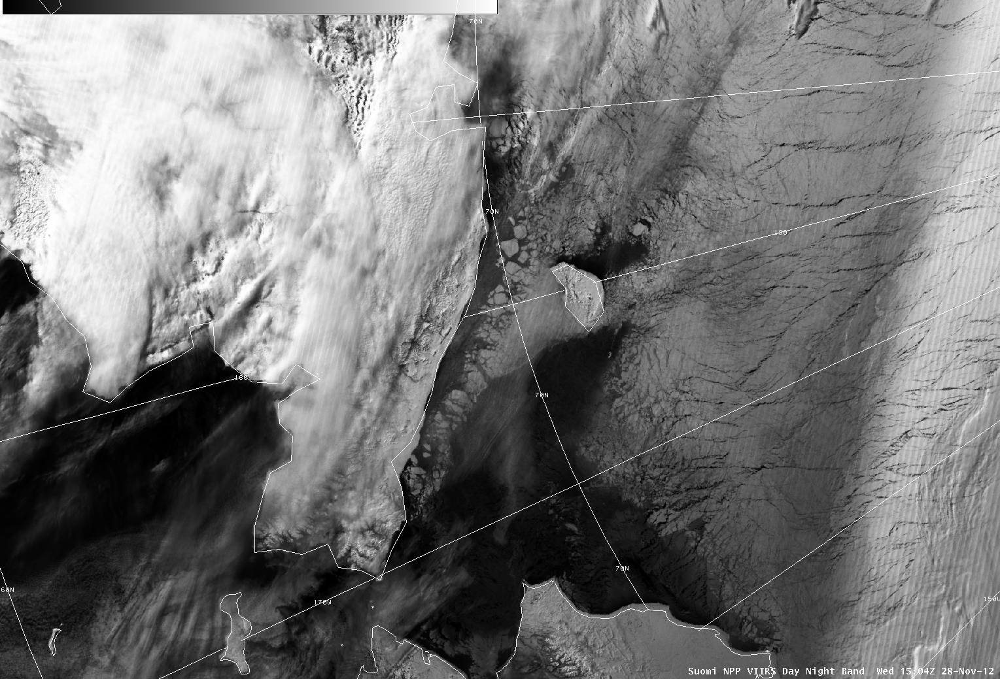 70N
70N
180
160
70N
70N
60N
170W
150W
Suomi NPP VIIRS Day Night Band Wed 15:04Z 28-Nov-12